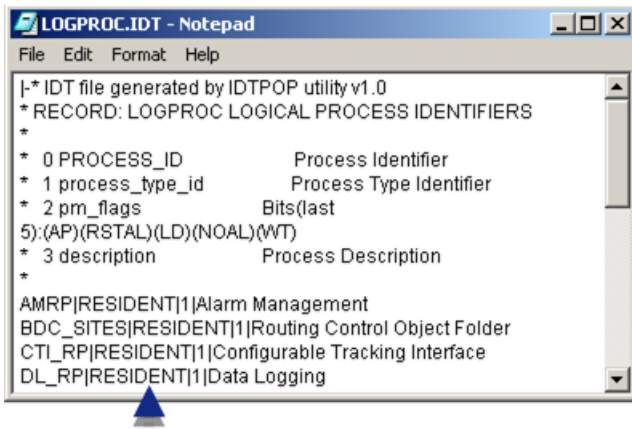 LOGPROC.IDT - Notepad
File Edit Format Help
|-* IDT file generated by IDTPOP utility v1.0
* RECORD: LOGPROC LOGICAL PROCESS IDENTIFIERS
*
* 0 PROCESS_ID Process Identifier
* 1 process_type_id Process Type Identifier
* 2 pm_flags Bits(last
5):(AP)(RSTAL)(LD)(NOAL)(WT)
* 3 description Process Description
*
AMRP|RESIDENT|1|Alarm Management
BDC_SITES|RESIDENT|1|Routing Control Object Folder
CTI_RP|RESIDENT|1|Configurable Tracking Interface
DL_RP|RESIDENT|1|Data Logging